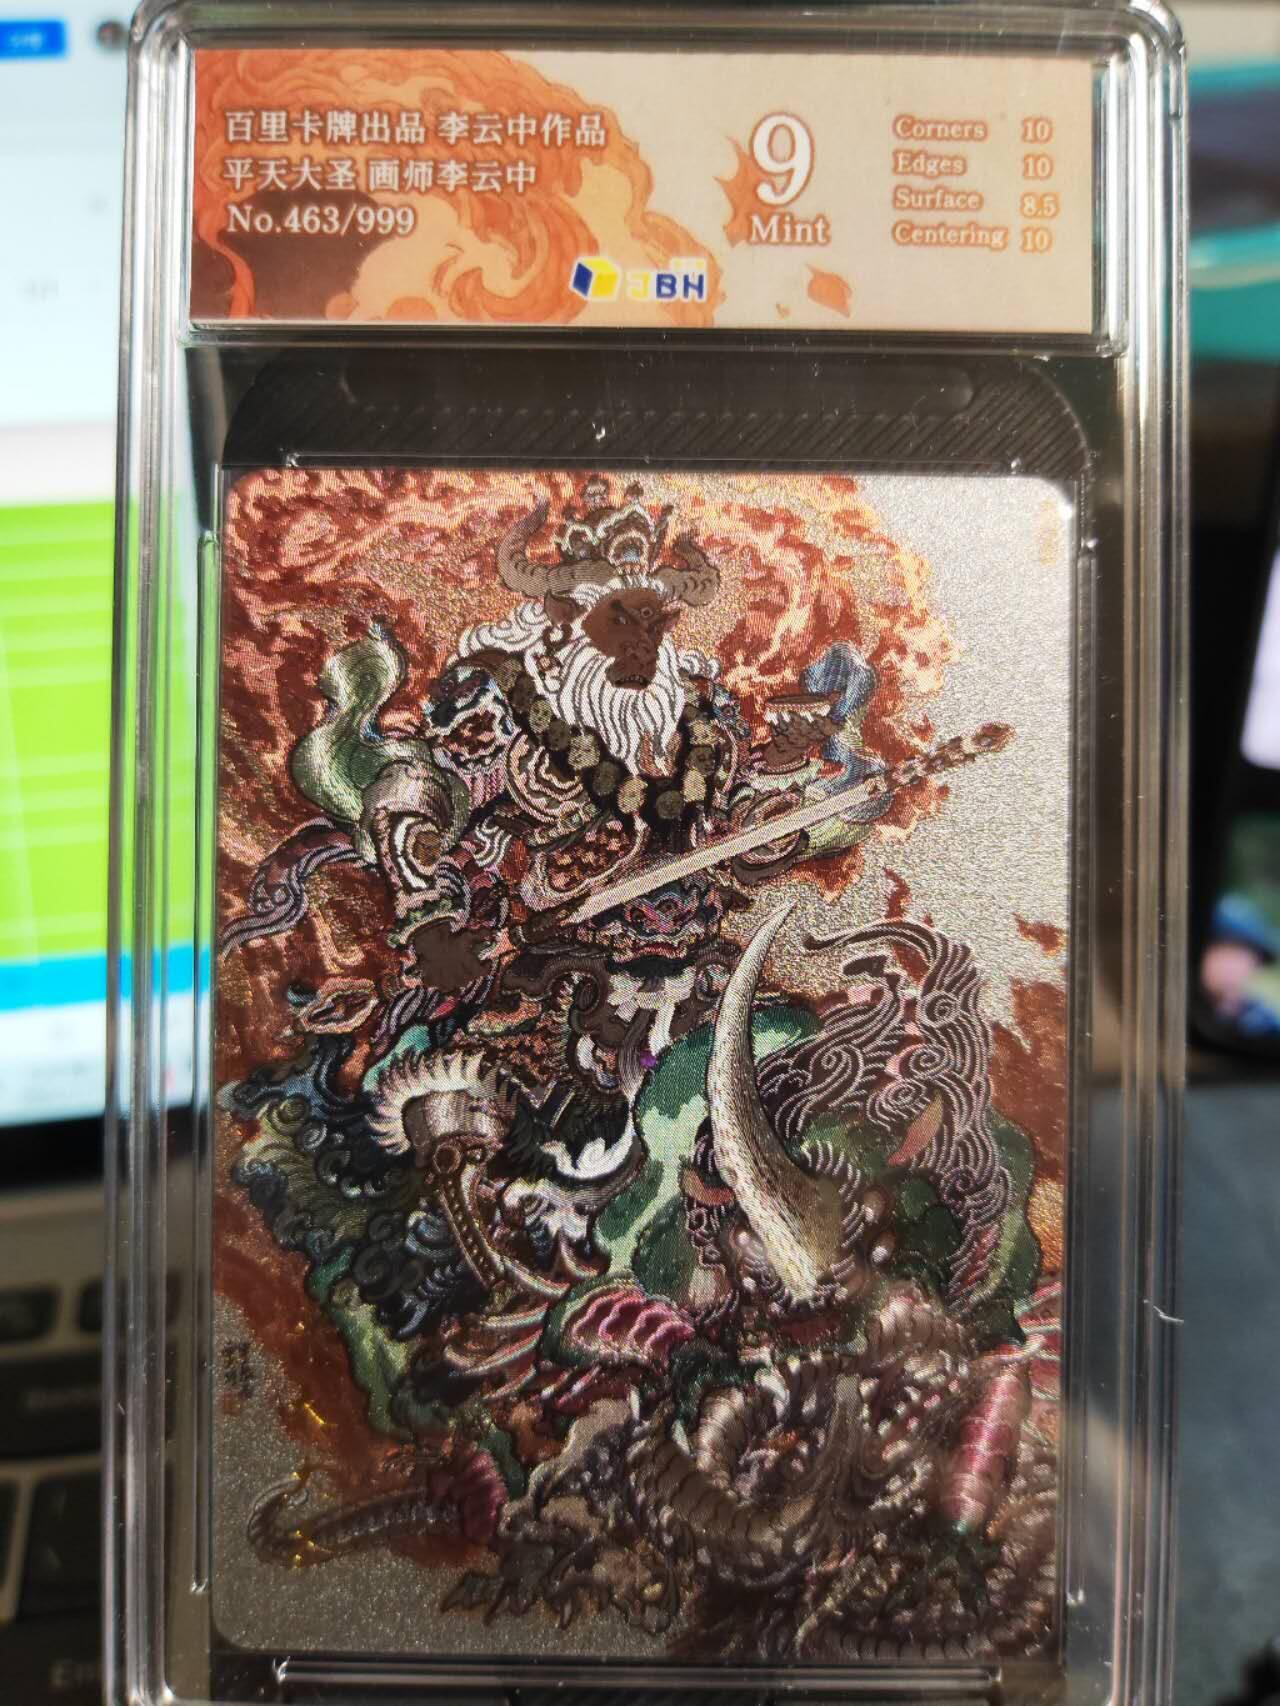 百里卡牌出品 李云中作品
平天大圣 画师李云中
No.463/999
9
Mint
Corners 10
Edges 10
Surface 8.5
Centering 10
JBH